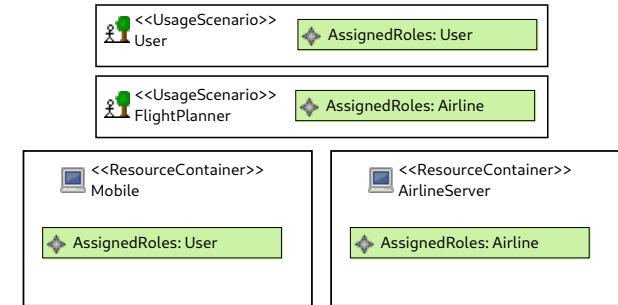 <<UsageScenario>>
User
AssignedRoles: User
<<UsageScenario>>
FlightPlanner
AssignedRoles: Airline
<<ResourceContainer>>
Mobile
AssignedRoles: User
<<ResourceContainer>>
AirlineServer
AssignedRoles: Airline